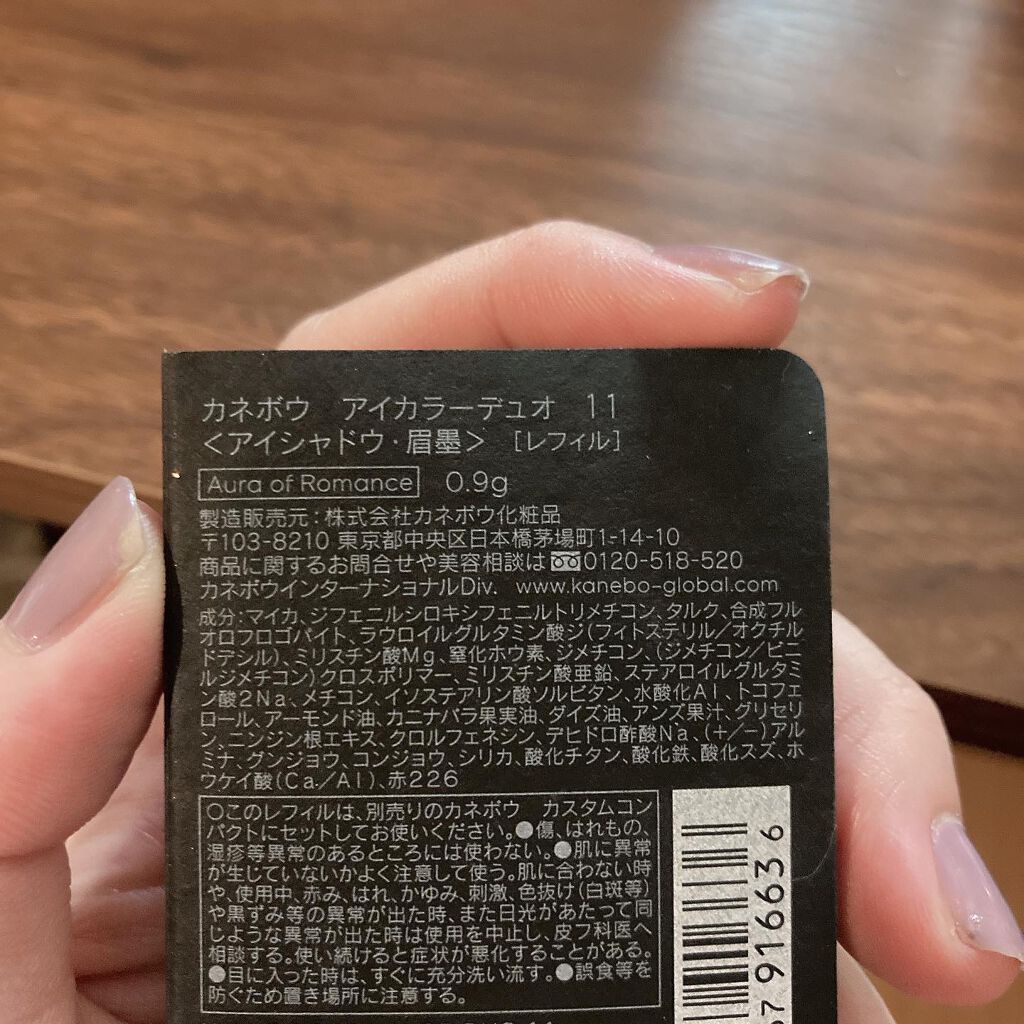 カネボウ アイカラーデュオ 11
<アイシャドウ・眉墨> [レフィル]
Aura of Romance 0.9g
製造販売元:株式会社カネボウ化粧品
〒103-8210 東京都中央区日本橋茅場町1-14-10
商品に関するお問合せや美容相談は 0120-518-520
カネボウインターナショナルDiv. www.kanebo-global.com
成分:マイカ、ジフェニルシロキシフェニルトリメチコン、タルク、合成フル
オロフロゴパイト、ラウロイルグルタミン酸ジ(フィトステリル/オクチル
ドデシル)、ミリスチン酸Mg、窒化ホウ素、ジメチコン、(ジメチコン/ビニ
ルジメチコン)クロスポリマー、ミリスチン酸亜鉛、ステアロイルグルタミ
ン酸2Na、メチコン、イソステアリン酸ソルビタン、水酸化Al、トコフェ
ロール、アーモンド油、カニナバラ果実油、ダイズ油、アンズ果汁、グリセリ
ン、ニンジン根エキス、クロルフェネシン、デヒドロ酢酸Na、(+/-)アル
ミナ、グンジョウ、コンジョウ、シリカ、酸化チタン、酸化鉄、酸化スズ、ホ
ウケイ酸(Ca/Al)、赤226
○このレフィルは、別売りのカネボウ カスタムコン
パクトにセットしてお使いください。●傷、はれもの、
湿疹等異常のあるところには使わない。●肌に異常
が生じていないかよく注意して使う。肌に合わない時
や、使用中、赤み、はれ、かゆみ、刺激、色抜け(白斑等)
や黒ずみ等の異常が出た時、また日光があたって同
じような異常が出た時は使用を中止し、皮フ科医へ
相談する。使い続けると症状が悪化することがある。
●目に入った時は、すぐに充分洗い流す。●誤食等を
防ぐため置き場所に注意する。
791663 6